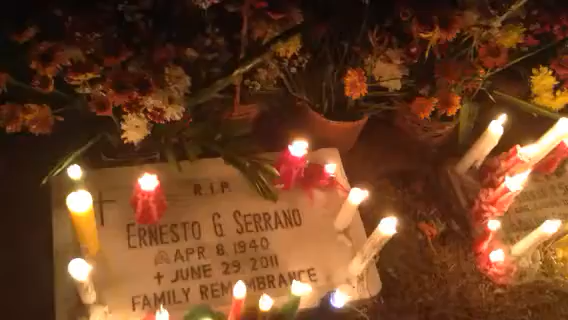 R.I.P.
ERNESTO G. SERRANO
APR. 8, 1940
✝ JUNE 29, 2011
FAMILY REMEMBRANCE